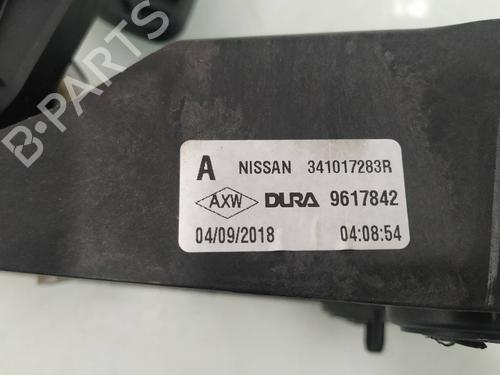 B-PARTS
A NISSAN 341017283R
AXW DURA 9617842
04/09/2018 04:08:54